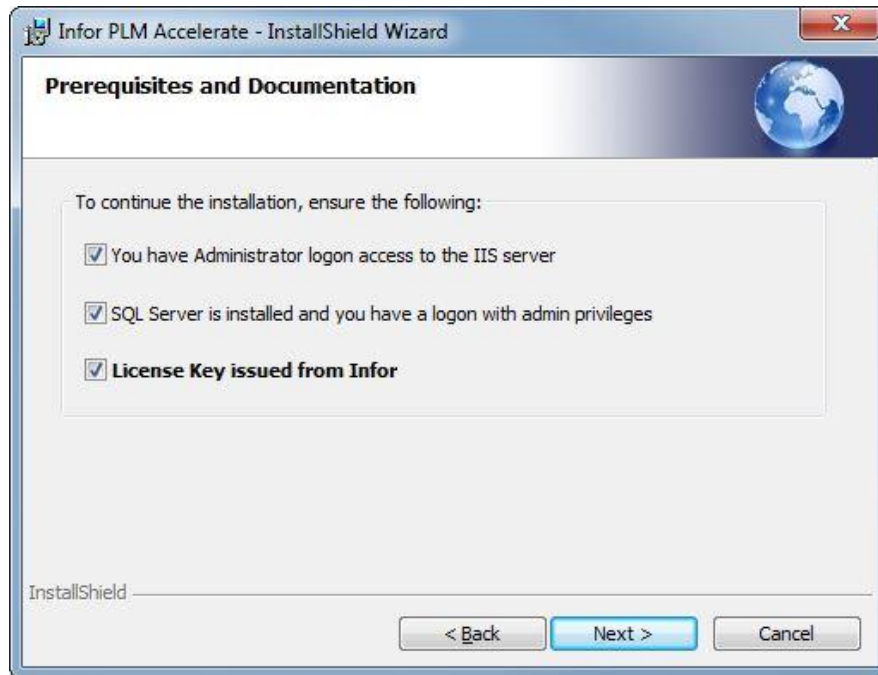 Infor PLM Accelerate - InstallShield Wizard
Prerequisites and Documentation
To continue the installation, ensure the following:
You have Administrator logon access to the IIS server
SQL Server is installed and you have a logon with admin privileges
License Key issued from Infor
InstallShield
< Back
Next >
Cancel